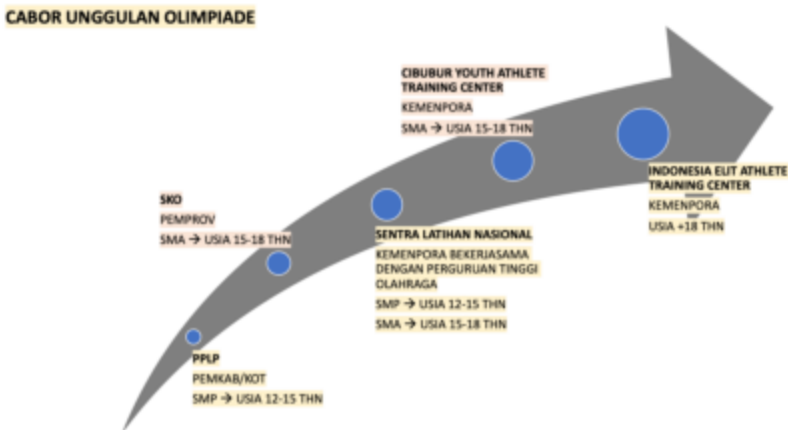 CABOR UNGGULAN OLIMPIADE
CIBUBUR YOUTH ATHLETE
TRAINING CENTER
KEMENPORA
SMA → USIA 15-18 THN
INDONESIA ELIT ATHLETE
TRAINING CENTER
KEMENPORA
USIA +18 THN
SKO
PEMPROV
SMA → USIA 15-18 THN
SENTRA LATIHAN NASIONAL
KEMENPORA BEKERJASAMA
DENGAN PERGURUAN TINGGI
OLAHRAGA
SMP → USIA 12-15 THN
SMA → USIA 15-18 THN
PPLP
PEMKAB/KOT
SMP → USIA 12-15 THN